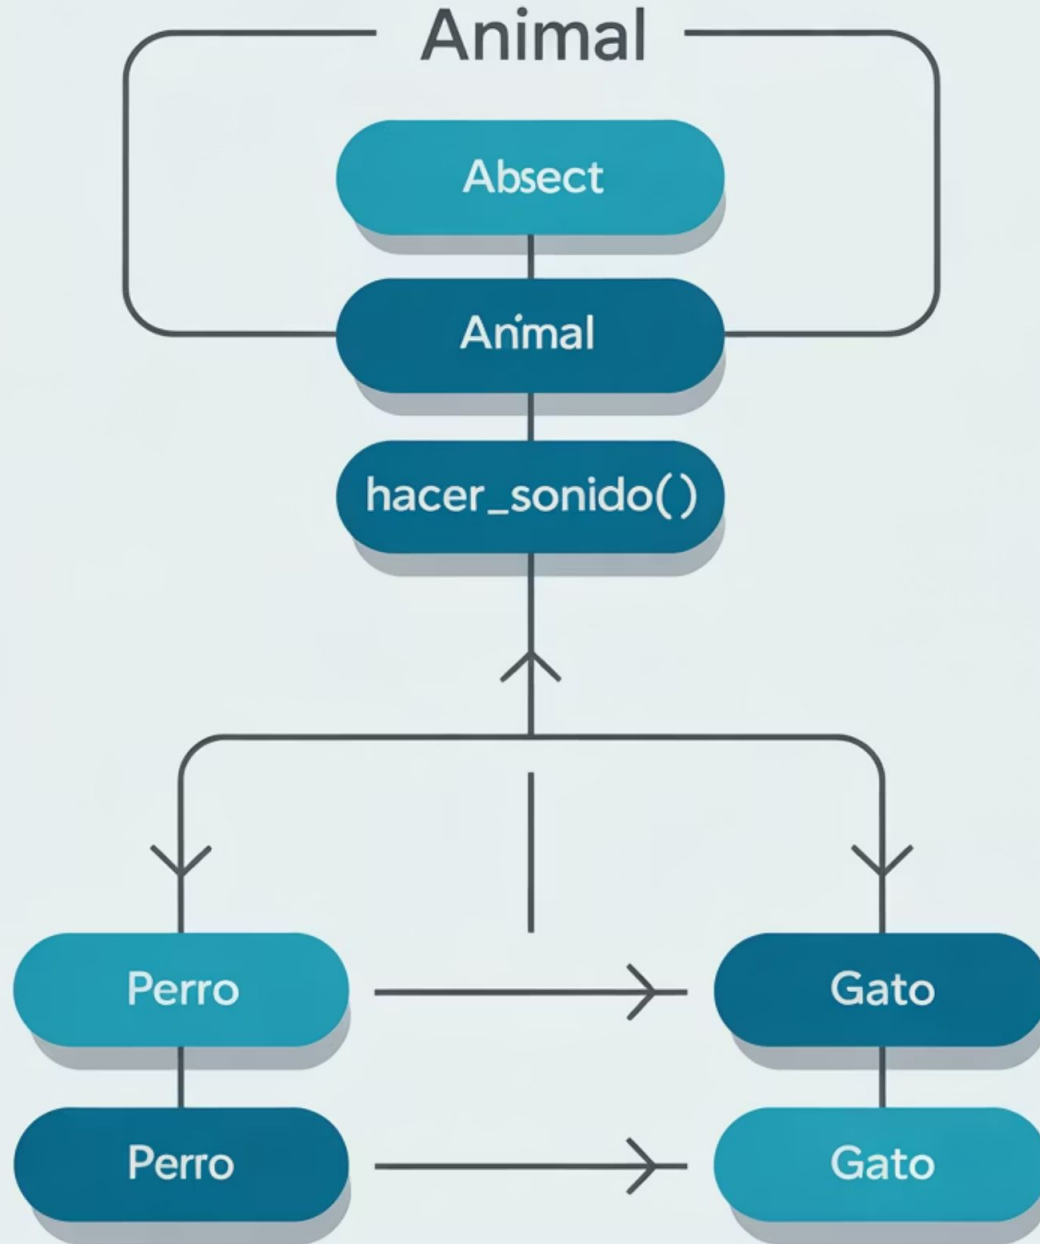 Animal
Absect
Animal
hacer_sonido()
Perro
Gato
Perro
Gato